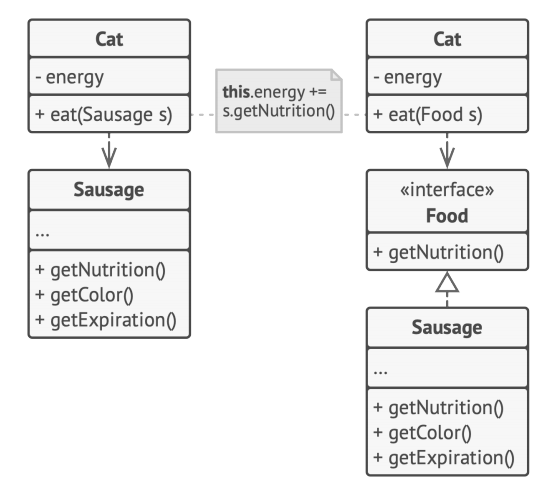 Cat
- energy
+ eat(Sausage s)
Sausage
...
+ getNutrition()
+ getColor()
+ getExpiration()
this.energy +=
s.getNutrition()
Cat
- energy
+ eat(Food s)
«interface»
Food
+ getNutrition()
Sausage
...
+ getNutrition()
+ getColor()
+ getExpiration()